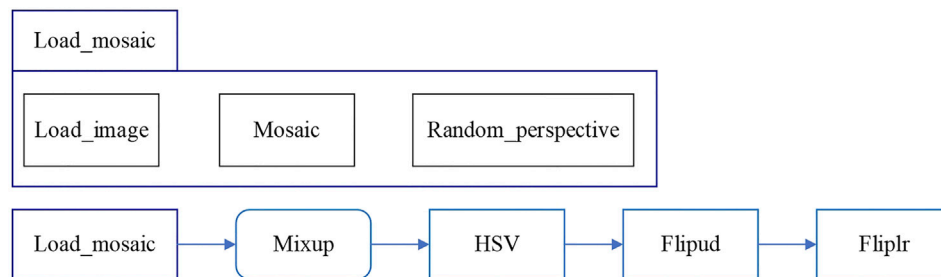 Load_mosaic
Load_image Mosaic Random_perspective
Load_mosaic Mixup HSV Flipud Fliplr